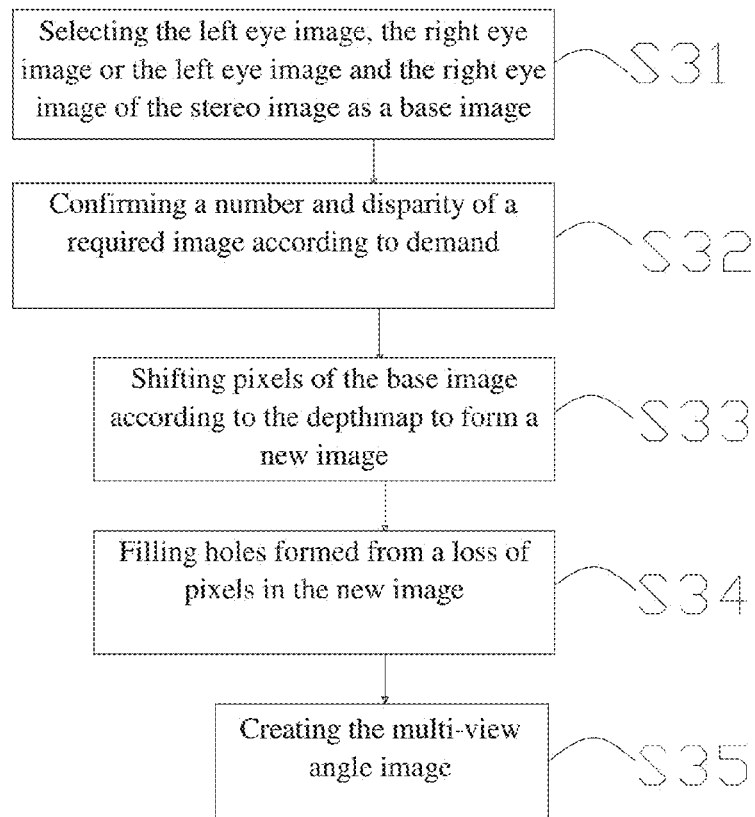 Selecting the left eye image, the right eye
image or the left eye image and the right eye
image of the stereo image as a base image
S31
Confirming a number and disparity of a
required image according to demand
S32
Shifting pixels of the base image
according to the depthmap to form a
new image
S33
Filling holes formed from a loss of
pixels in the new image
S34
Creating the multi-view
angle image
S35